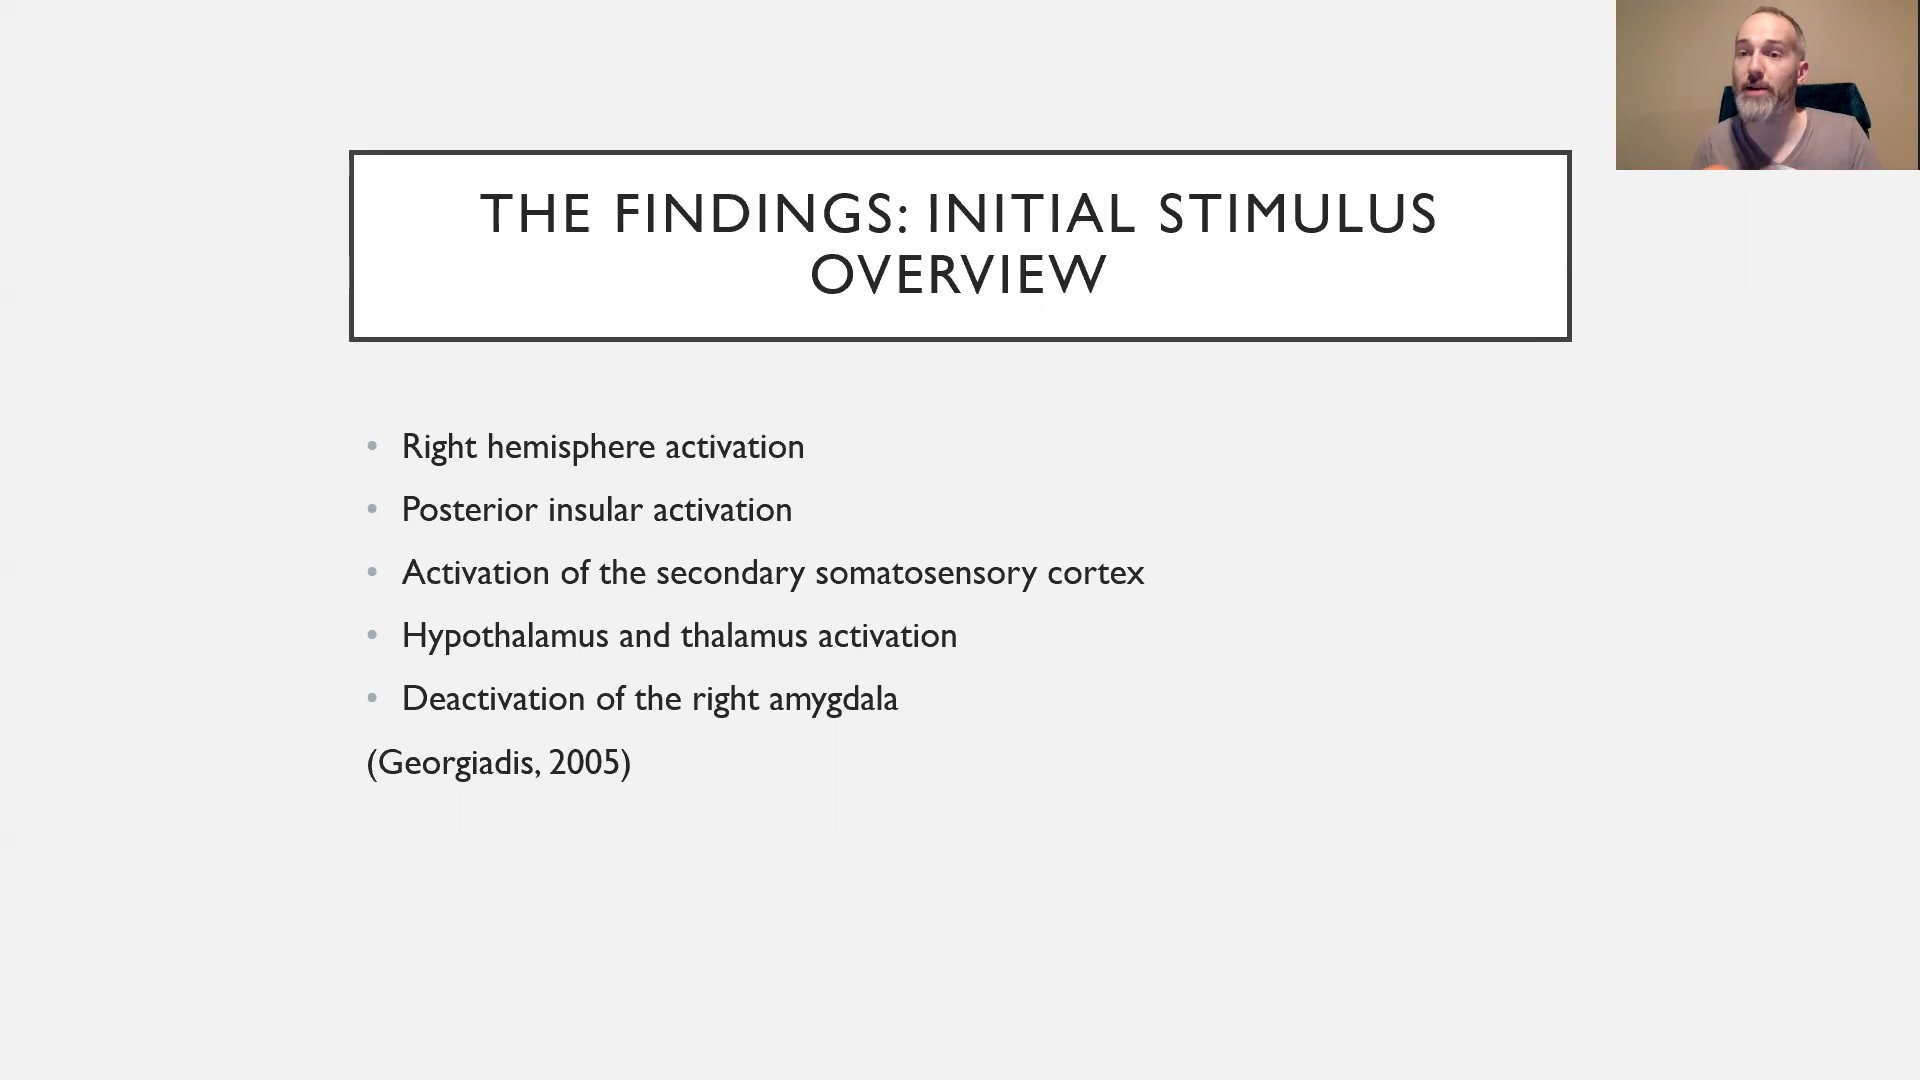 THE FINDINGS: INITIAL STIMULUS
OVERVIEW
• Right hemisphere activation
• Posterior insular activation
• Activation of the secondary somatosensory cortex
• Hypothalamus and thalamus activation
• Deactivation of the right amygdala
(Georgiadis, 2005)